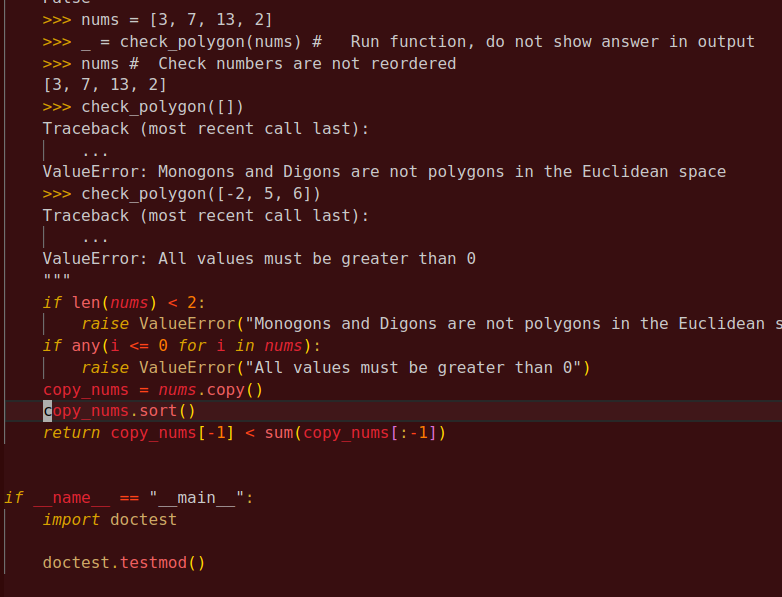 >>> nums = [3, 7, 13, 2]
>>> _ = check_polygon(nums) #   Run function, do not show answer in output
>>> nums #  Check numbers are not reordered
[3, 7, 13, 2]
>>> check_polygon([])
Traceback (most recent call last):
    ...
ValueError: Monogons and Digons are not polygons in the Euclidean space
>>> check_polygon([-2, 5, 6])
Traceback (most recent call last):
    ...
ValueError: All values must be greater than 0
"""
if len(nums) < 2:
    raise ValueError("Monogons and Digons are not polygons in the Euclidean s
if any(i <= 0 for i in nums):
    raise ValueError("All values must be greater than 0")
copy_nums = nums.copy()
copy_nums.sort()
return copy_nums[-1] < sum(copy_nums[:-1])
if __name__ == "__main__":
    import doctest
    doctest.testmod()